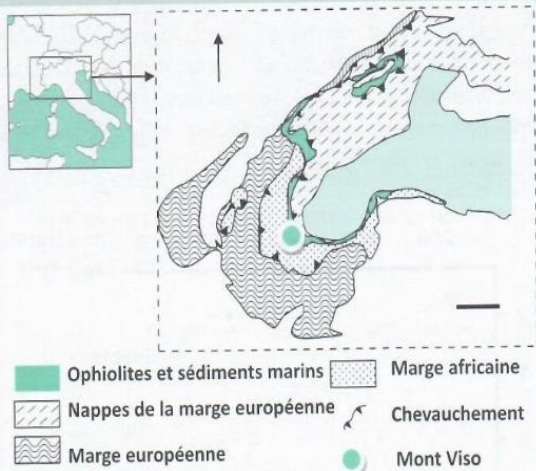 Ophiolites et sédiments marins
Marge africaine
Nappes de la marge européenne
Chevauchement
Marge européenne
Mont Viso